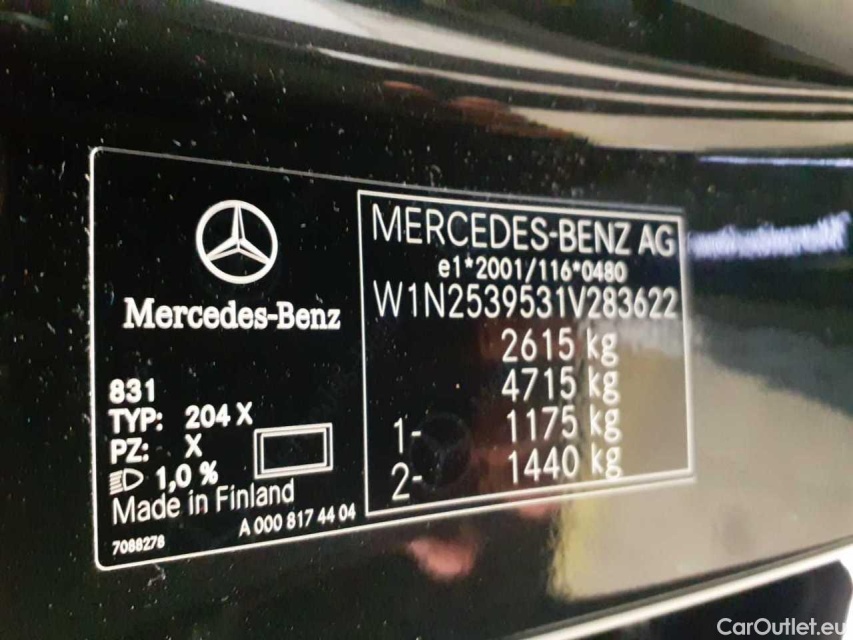 Mercedes-Benz
831
TYP: 204 X
PZ: X
1,0 %
Made in Finland
A 000 817 44 04
7088278
MERCEDES-BENZ AG
e1*2001/116*0480
W1N2539531V283622
2615 kg
4715 kg
1- 1175 kg
2- 1440 kg
CarOutlet.eu